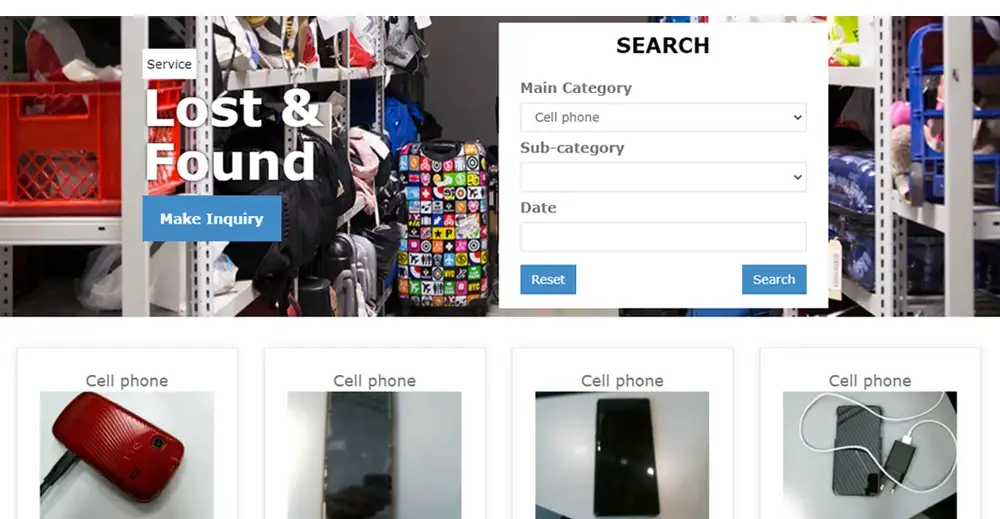 Service
Lost &
Found
Make Inquiry
SEARCH
Main Category
Cell phone
Sub-category
Date
Reset
Search
Cell phone
Cell phone
Cell phone
Cell phone